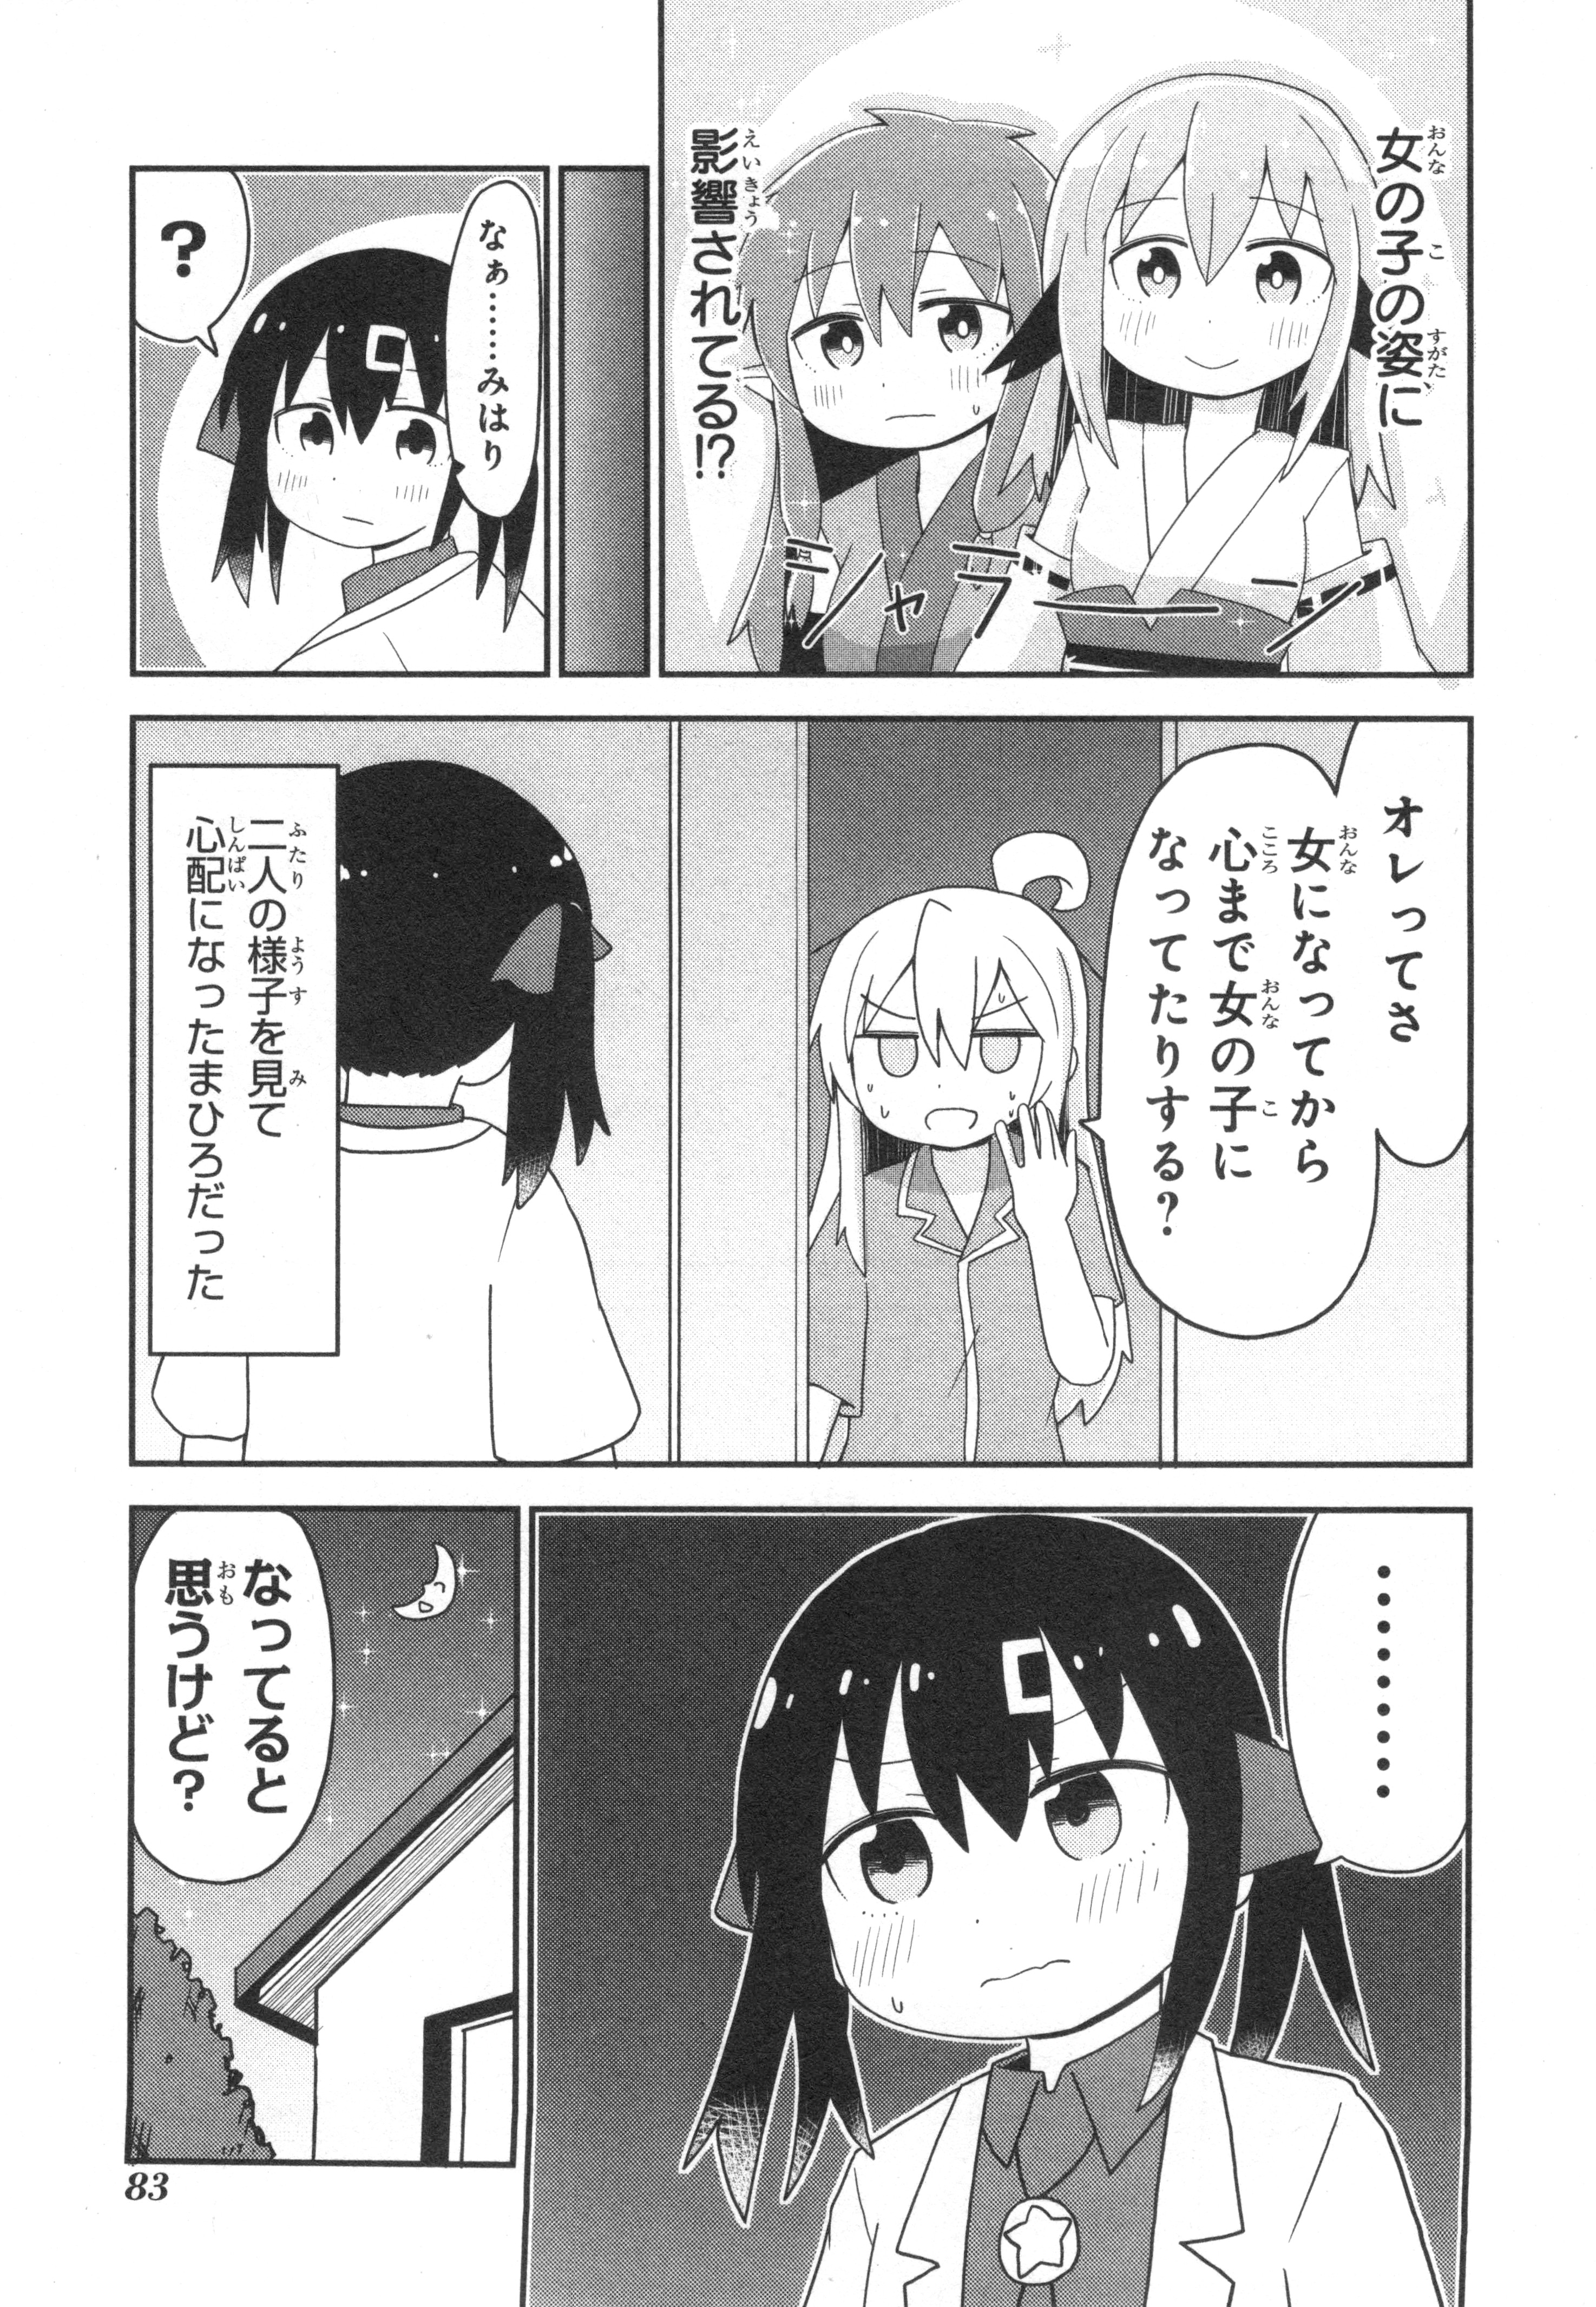 女の子の姿に
影響されてる!?
シャラーン
なぁ……みはり
?
オレってさ
女になってから
心まで女の子に
なってたりする?
二人の様子を見て
心配になったまひろだった
………
なってると
思うけど?
83